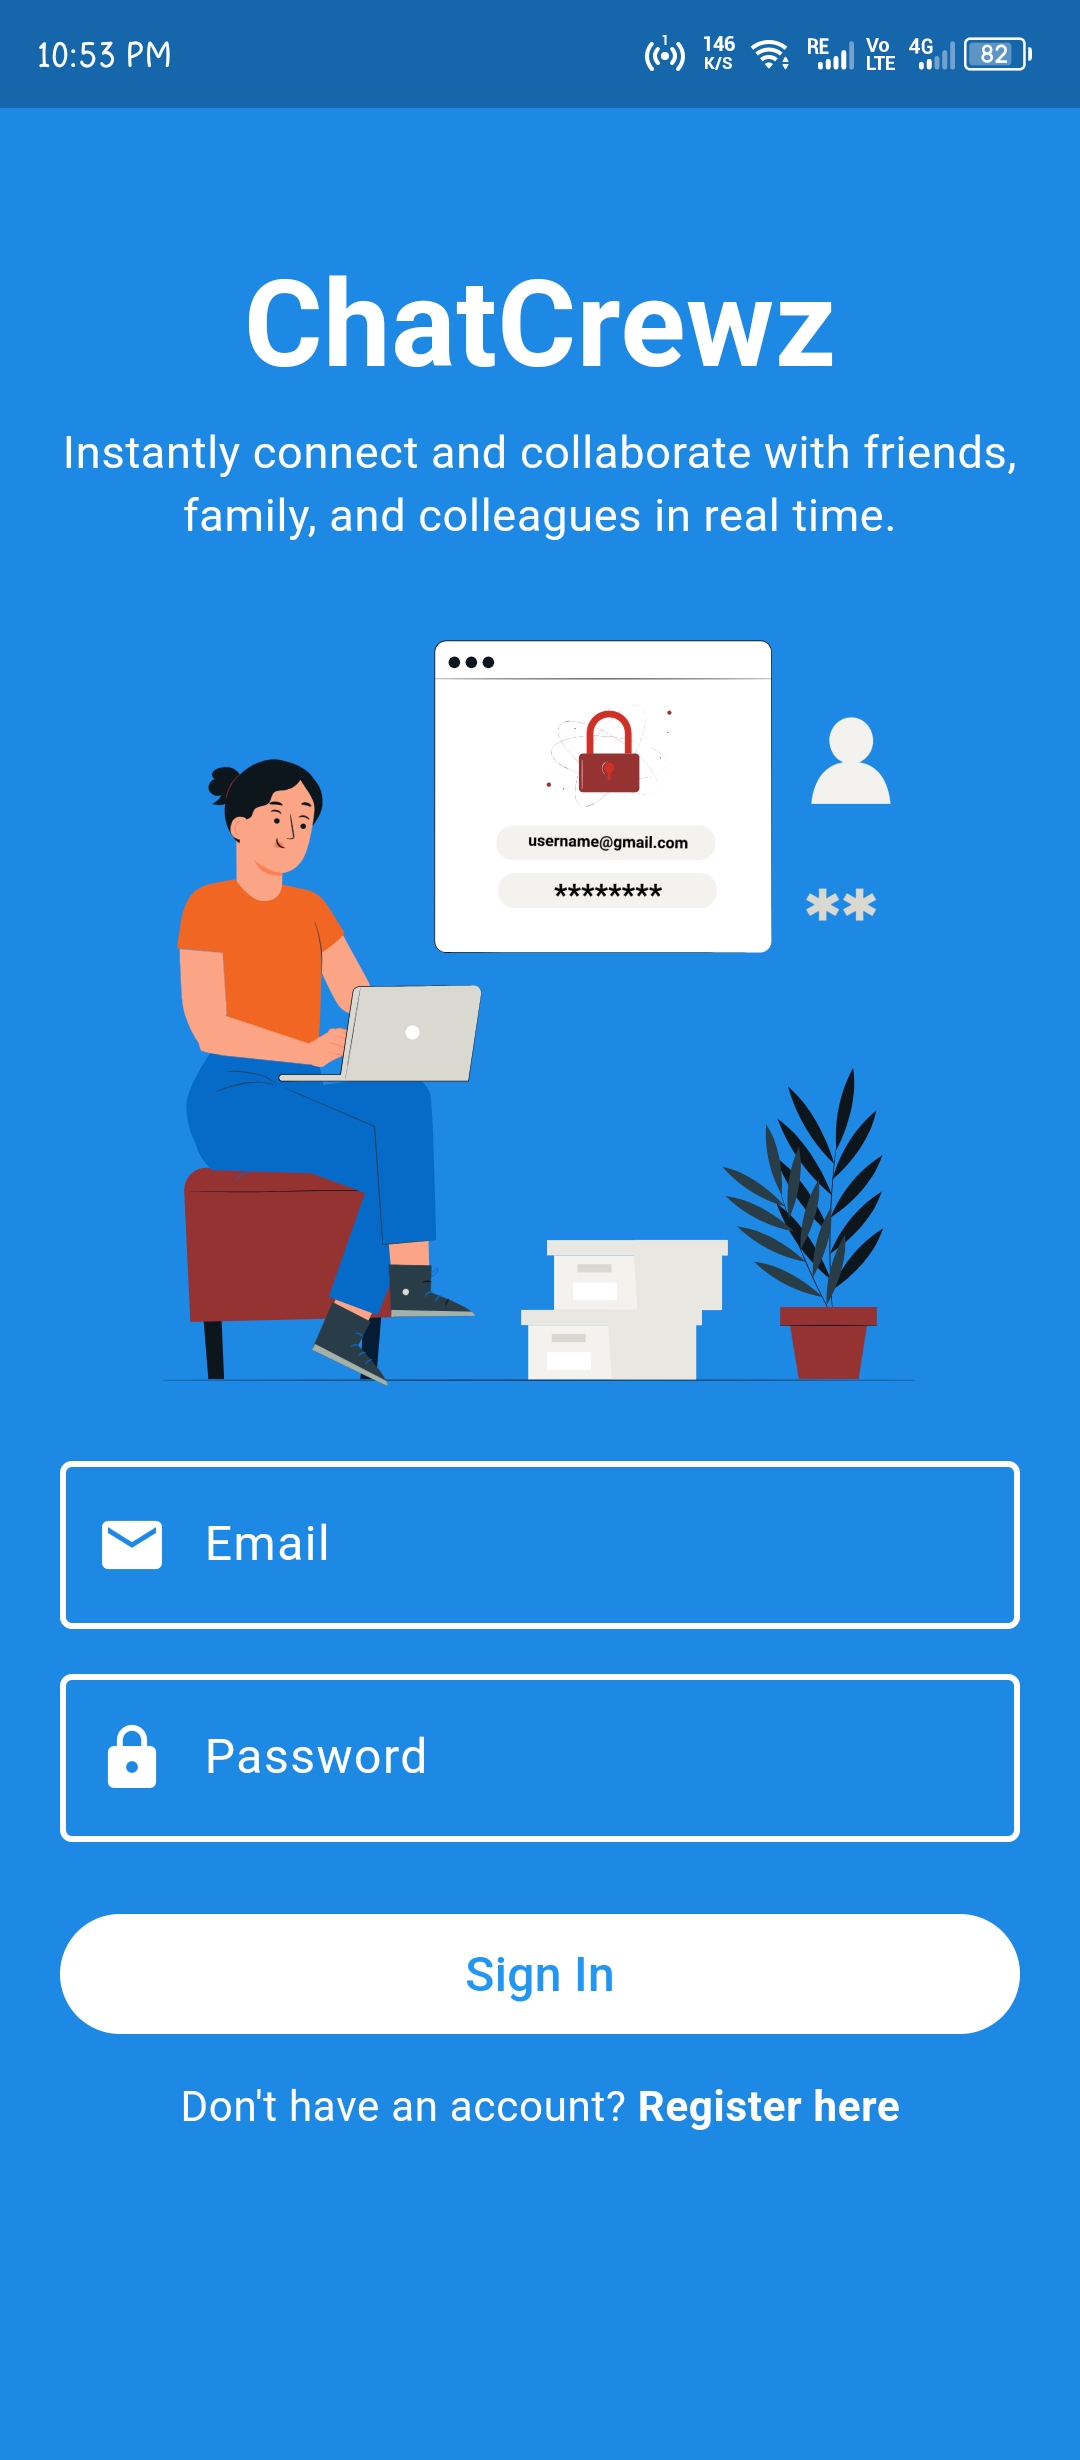 10:53 PM
1
146
K/S
RE
Vo
LTE
4G
82
ChatCrewz
Instantly connect and collaborate with friends,
family, and colleagues in real time.
username@gmail.com
********
**
Email
Password
Sign In
Don't have an account? Register here